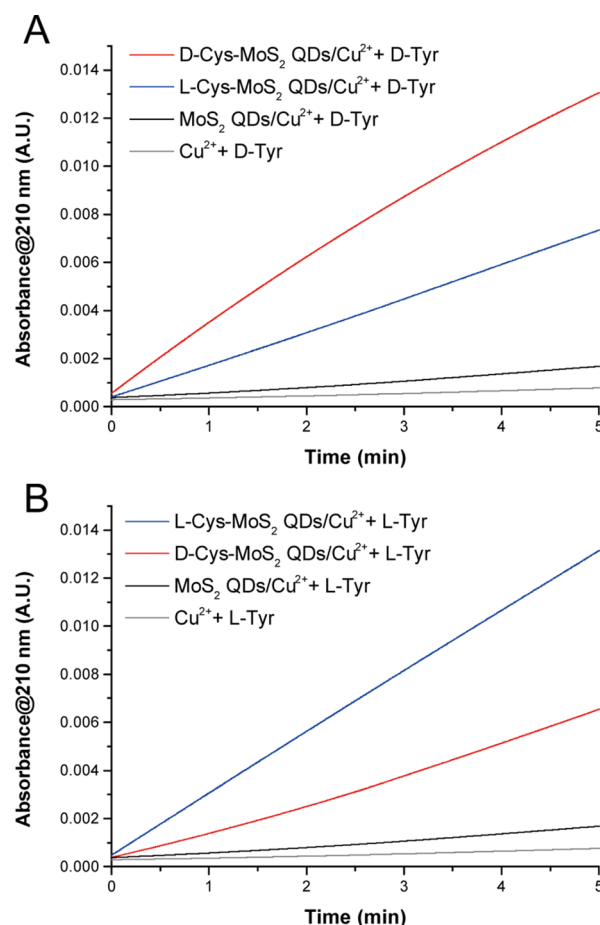 A
D-Cys-MoS₂ QDs/Cu²⁺+ D-Tyr
L-Cys-MoS₂ QDs/Cu²⁺+ D-Tyr
MoS₂ QDs/Cu²⁺+ D-Tyr
Cu²⁺+ D-Tyr
Absorbance@210 nm (A.U.)
0.014
0.012
0.010
0.008
0.006
0.004
0.002
0.000
0 1 2 3 4 5
Time (min)
B
L-Cys-MoS₂ QDs/Cu²⁺+ L-Tyr
D-Cys-MoS₂ QDs/Cu²⁺+ L-Tyr
MoS₂ QDs/Cu²⁺+ L-Tyr
Cu²⁺+ L-Tyr
Absorbance@210 nm (A.U.)
0.014
0.012
0.010
0.008
0.006
0.004
0.002
0.000
0 1 2 3 4 5
Time (min)